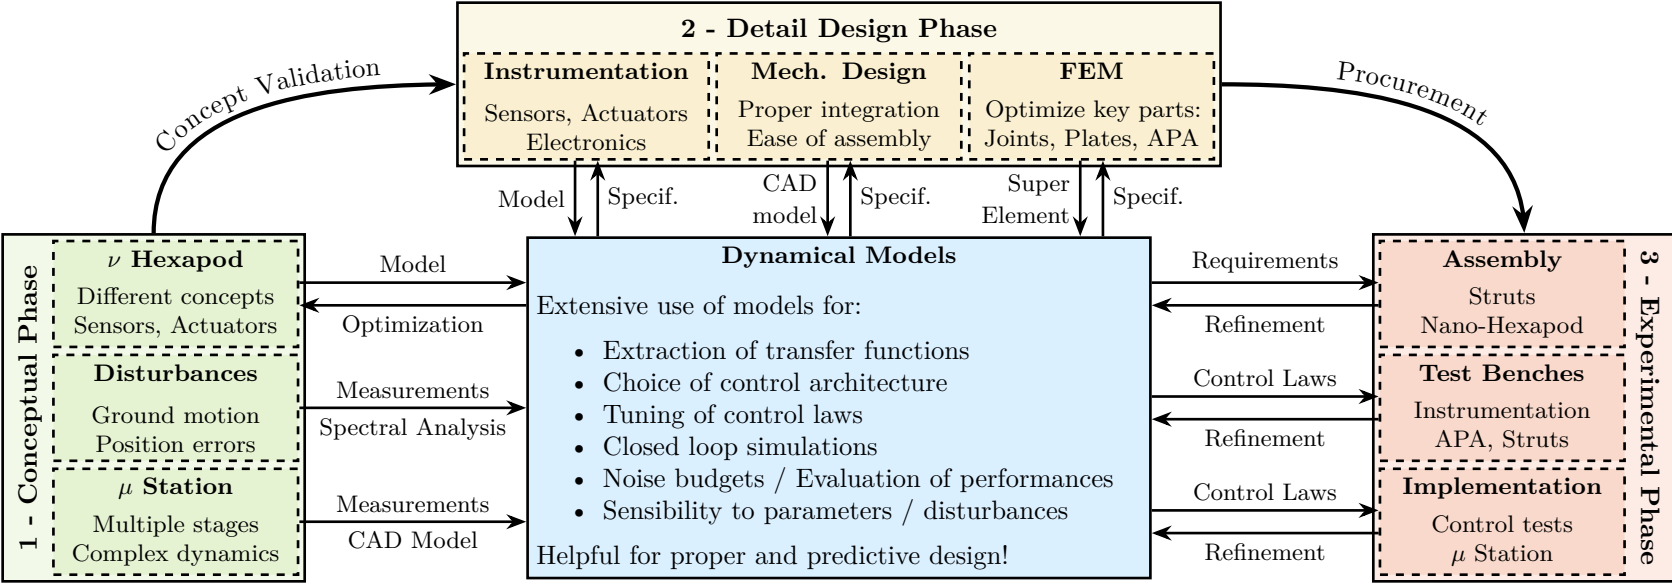 2 - Detail Design Phase
Instrumentation
Sensors, Actuators
Electronics
Mech. Design
Proper integration
Ease of assembly
FEM
Optimize key parts:
Joints, Plates, APA
Concept Validation
Procurement
Model
Specif.
CAD
model
Specif.
Super
Element
Specif.
1 - Conceptual Phase
ν Hexapod
Different concepts
Sensors, Actuators
Disturbances
Ground motion
Position errors
μ Station
Multiple stages
Complex dynamics
Model
Optimization
Measurements
Spectral Analysis
Measurements
CAD Model
Dynamical Models
Extensive use of models for:
• Extraction of transfer functions
• Choice of control architecture
• Tuning of control laws
• Closed loop simulations
• Noise budgets / Evaluation of performances
• Sensibility to parameters / disturbances
Helpful for proper and predictive design!
Requirements
Refinement
Control Laws
Refinement
Control Laws
Refinement
Assembly
Struts
Nano-Hexapod
Test Benches
Instrumentation
APA, Struts
Implementation
Control tests
μ Station
3 - Experimental Phase